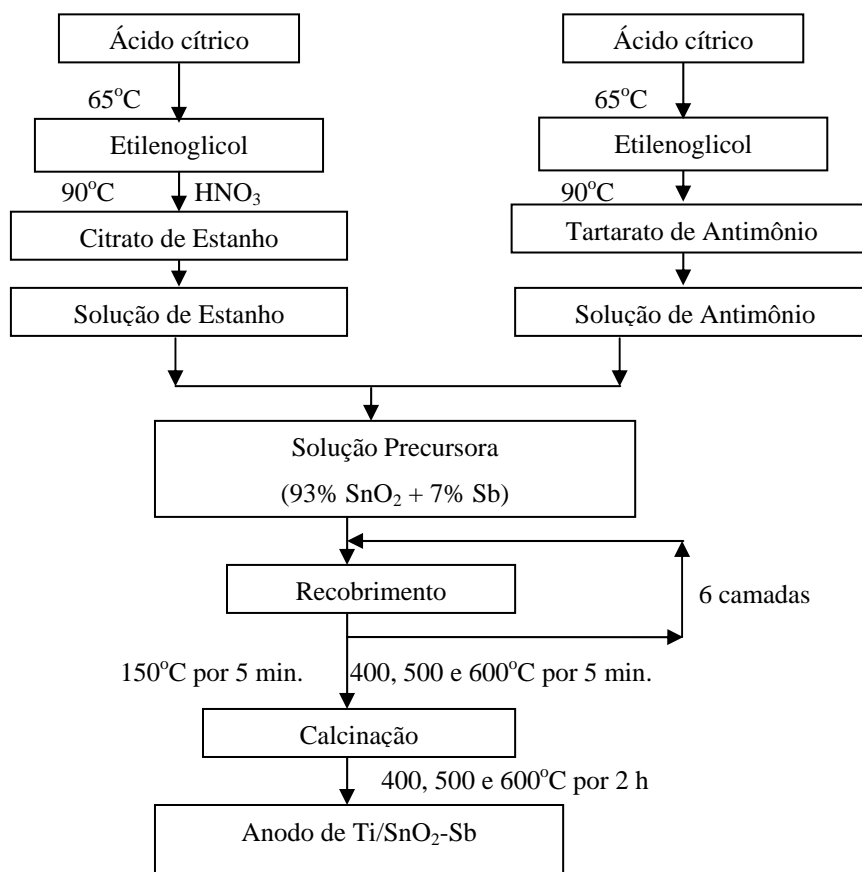 Ácido cítrico
Ácido cítrico
65°C
65°C
Etilenoglicol
Etilenoglicol
90°C HNO₃
90°C
Citrato de Estanho
Tartarato de Antimônio
Solução de Estanho
Solução de Antimônio
Solução Precursora
(93% SnO₂ + 7% Sb)
Recobrimento
6 camadas
150°C por 5 min.
400, 500 e 600°C por 5 min.
Calcinação
400, 500 e 600°C por 2 h
Anodo de Ti/SnO₂-Sb